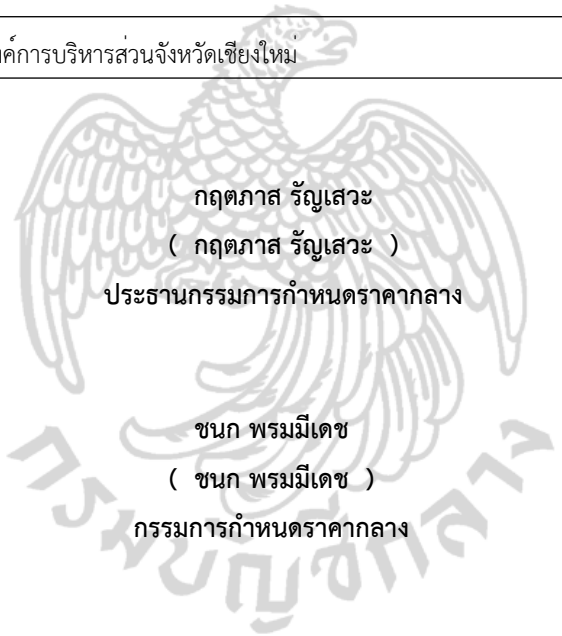 องค์การบริหารส่วนจังหวัดเชียงใหม่
กฤตภาส รัญเสวะ
( กฤตภาส รัญเสวะ )
ประธานกรรมการกำหนดราคากลาง
ชนก พรมมีเดช
( ชนก พรมมีเดช )
กรรมการกำหนดราคากลาง
กรมบัญชีกลาง